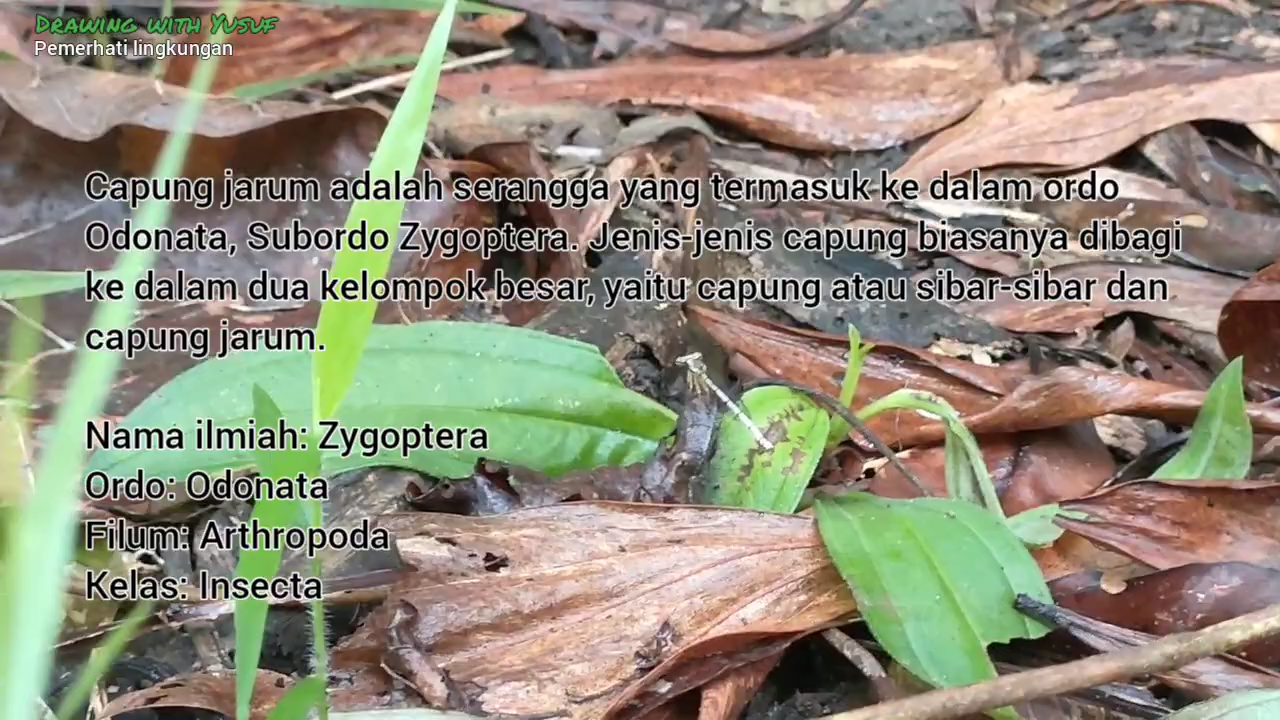 Drawing with Yusuf
Pemerhati lingkungan
Capung jarum adalah serangga yang termasuk ke dalam ordo
Odonata, Subordo Zygoptera. Jenis-jenis capung biasanya dibagi
ke dalam dua kelompok besar, yaitu capung atau sibar-sibar dan
capung jarum.
Nama ilmiah: Zygoptera
Ordo: Odonata
Filum: Arthropoda
Kelas: Insecta